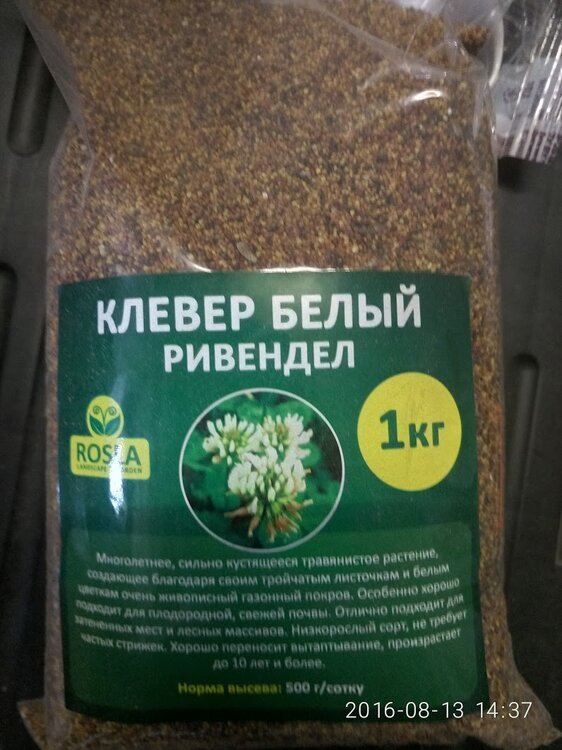 КЛЕВЕР БЕЛЫЙ
РИВЕНДЕЛ
1кг
ROSLA
LANDSCAPE GARDEN
Многолетнее, сильно кустящееся травянистое растение,
создающее благодаря своим тройчатым листочкам и белым
цветкам очень живописный газонный покров. Особенно хорошо
подходит для плодородной, свежей почвы. Отлично подходит для
затененных мест и лесных массивов. Низкорослый сорт, не требует
частых стрижек. Хорошо переносит вытаптывание, произрастает
до 10 лет и более.
Норма высева: 500 г/сотку
2016-08-13 14:37